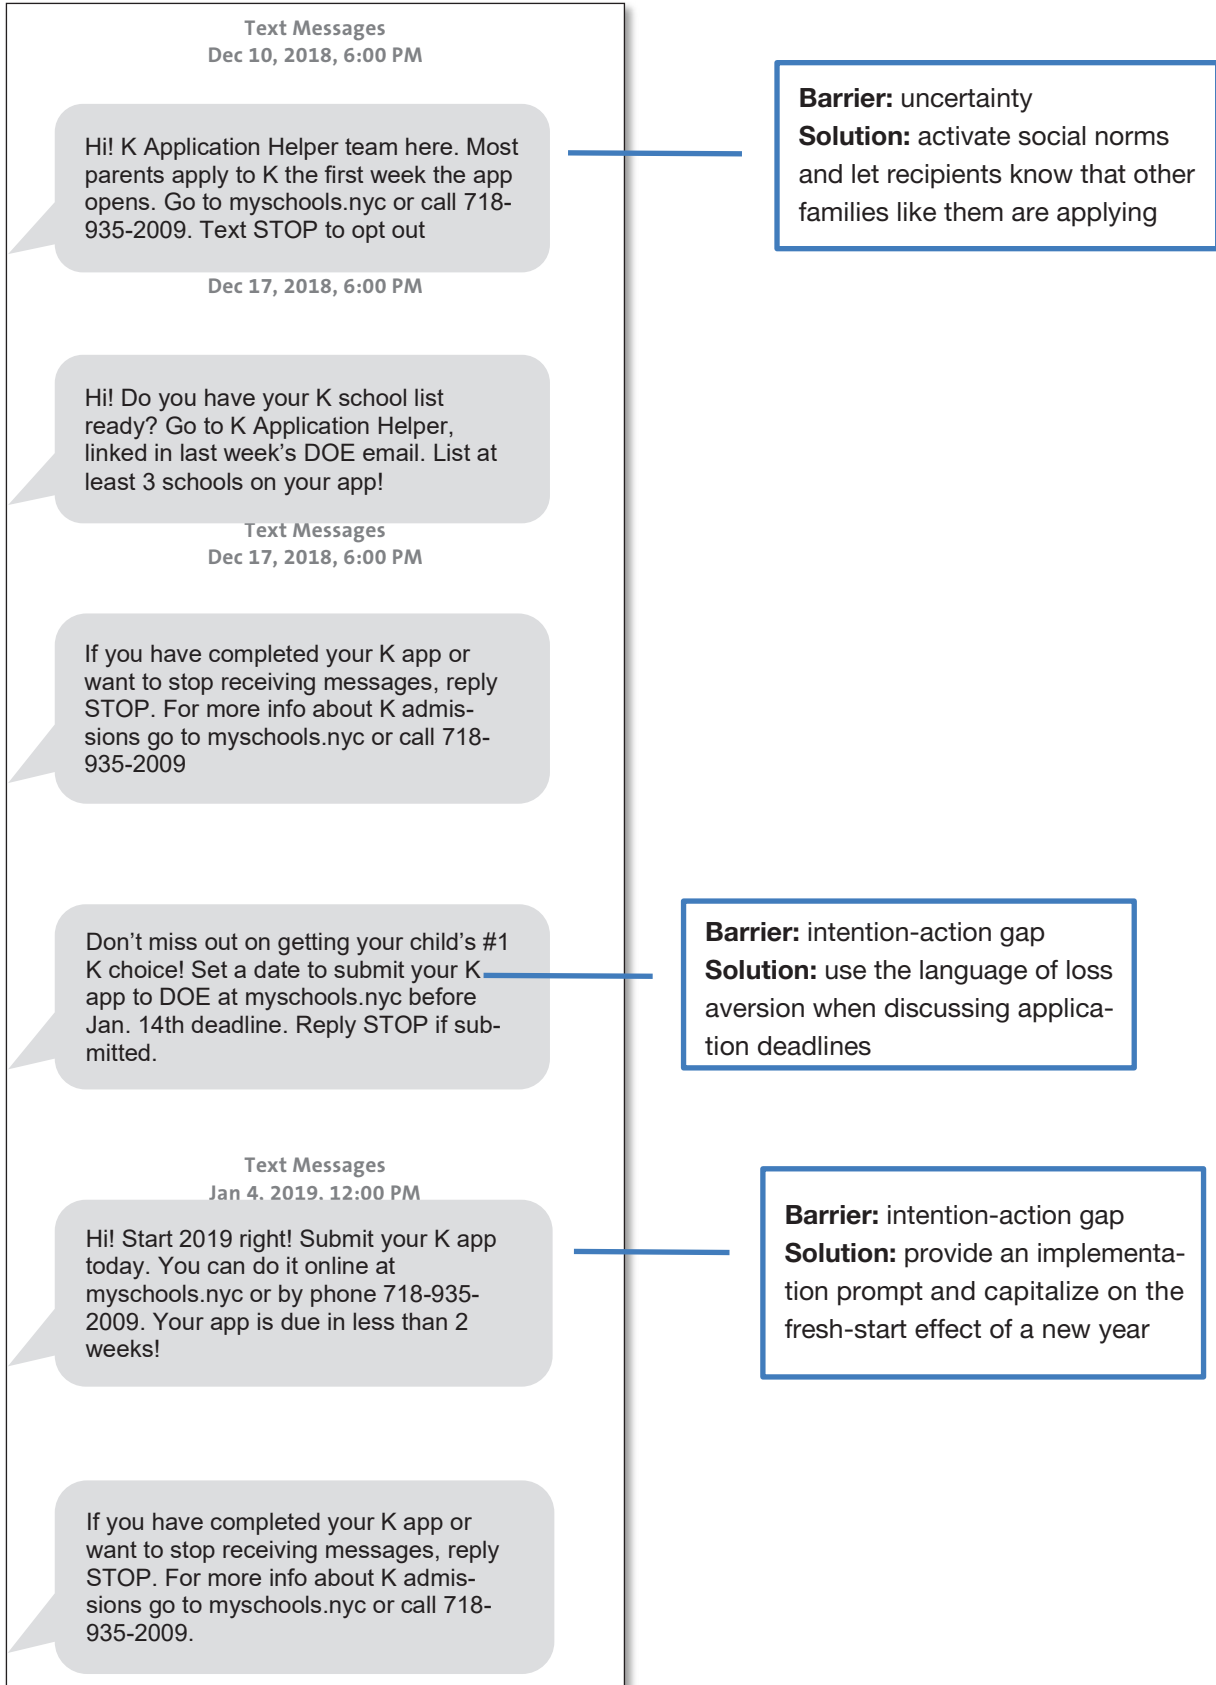 Text Messages
Dec 10, 2018, 6:00 PM
Hi! K Application Helper team here. Most
parents apply to K the first week the app
opens. Go to myschools.nyc or call 718-
935-2009. Text STOP to opt out
Barrier: uncertainty
Solution: activate social norms
and let recipients know that other
families like them are applying
Dec 17, 2018, 6:00 PM
Hi! Do you have your K school list
ready? Go to K Application Helper,
linked in last week’s DOE email. List at
least 3 schools on your app!
Text Messages
Dec 17, 2018, 6:00 PM
If you have completed your K app or
want to stop receiving messages, reply
STOP. For more info about K admis-
sions go to myschools.nyc or call 718-
935-2009
Don’t miss out on getting your child’s #1
K choice! Set a date to submit your K
app to DOE at myschools.nyc before
Jan. 14th deadline. Reply STOP if sub-
mitted.
Barrier: intention-action gap
Solution: use the language of loss
aversion when discussing applica-
tion deadlines
Text Messages
Jan 4, 2019, 12:00 PM
Hi! Start 2019 right! Submit your K app
today. You can do it online at
myschools.nyc or by phone 718-935-
2009. Your app is due in less than 2
weeks!
Barrier: intention-action gap
Solution: provide an implementa-
tion prompt and capitalize on the
fresh-start effect of a new year
If you have completed your K app or
want to stop receiving messages, reply
STOP. For more info about K admis-
sions go to myschools.nyc or call 718-
935-2009.